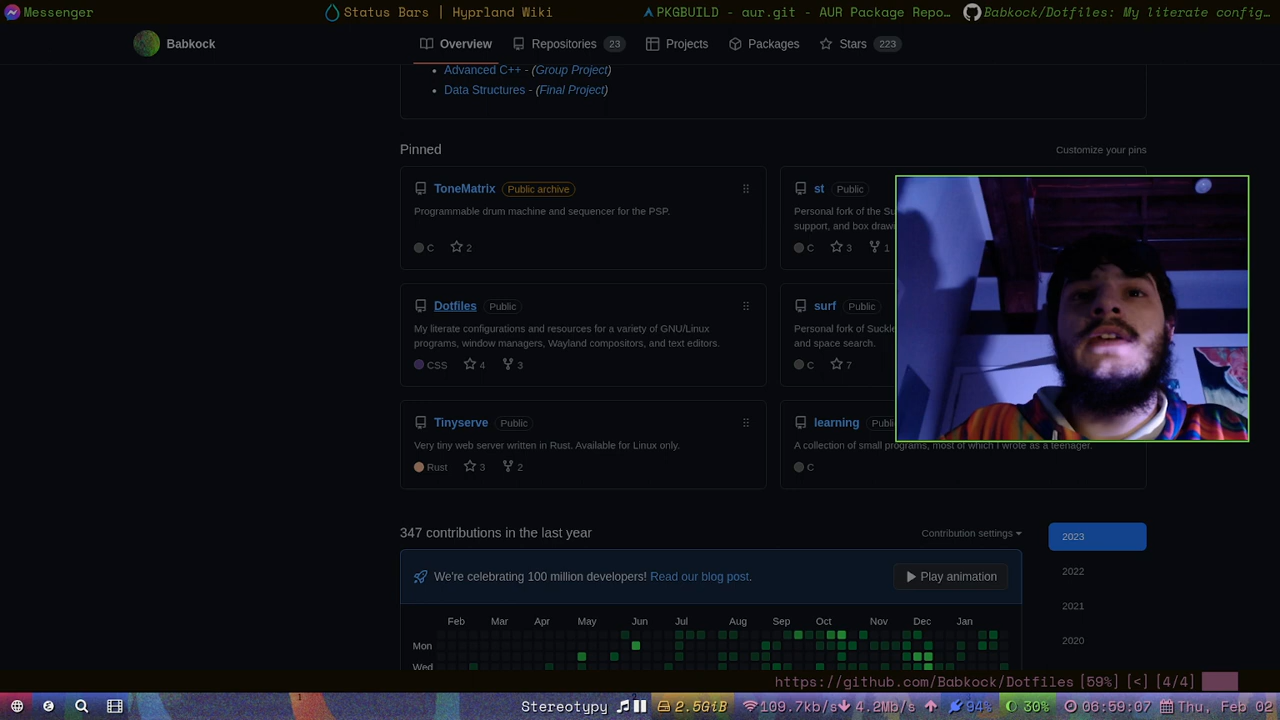 Messenger
Status Bars | Hyprland Wiki
PKGBUILD - aur.git - AUR Package Repo…
Babkock/Dotfiles: My literate config…
Babkock
Overview
Repositories 23
Projects
Packages
Stars 223
Advanced C++ - (Group Project)
Data Structures - (Final Project)
Pinned
Customize your pins
ToneMatrix Public archive
Programmable drum machine and sequencer for the PSP.
C 2
st Public
Personal fork of the Su
support, and box drawi
C 3 1
Dotfiles Public
My literate configurations and resources for a variety of GNU/Linux
programs, window managers, Wayland compositors, and text editors.
CSS 4 3
surf Public
Personal fork of Suckle
and space search.
C 7
Tinyserve Public
Very tiny web server written in Rust. Available for Linux only.
Rust 3 2
learning Publi
A collection of small programs, most of which I wrote as a teenager.
C
347 contributions in the last year
Contribution settings
2023
2022
2021
2020
We're celebrating 100 million developers! Read our blog post.
Play animation
Feb Mar Apr May Jun Jul Aug Sep Oct Nov Dec Jan
Mon
Wed
https://github.com/Babkock/Dotfiles [59%] [<] [4/4]
1
2
Stereotypy
2.5GiB
109.7kb/s 4.2Mb/s
94%
30%
06:59:07
Thu, Feb 02